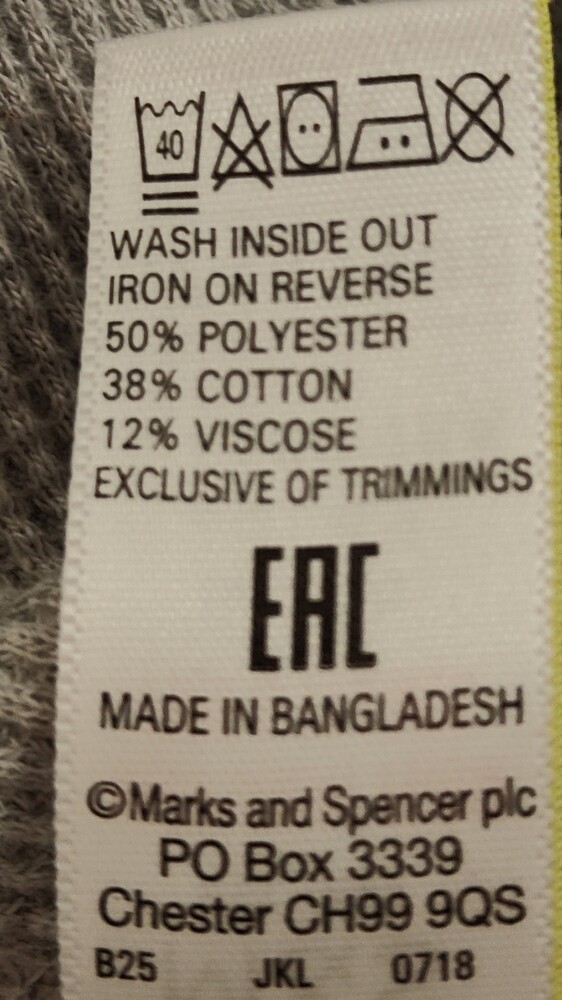 40
WASH INSIDE OUT
IRON ON REVERSE
50% POLYESTER
38% COTTON
12% VISCOSE
EXCLUSIVE OF TRIMMINGS
EAC
MADE IN BANGLADESH
©Marks and Spencer plc
PO Box 3339
Chester CH99 9QS
B25 JKL 0718